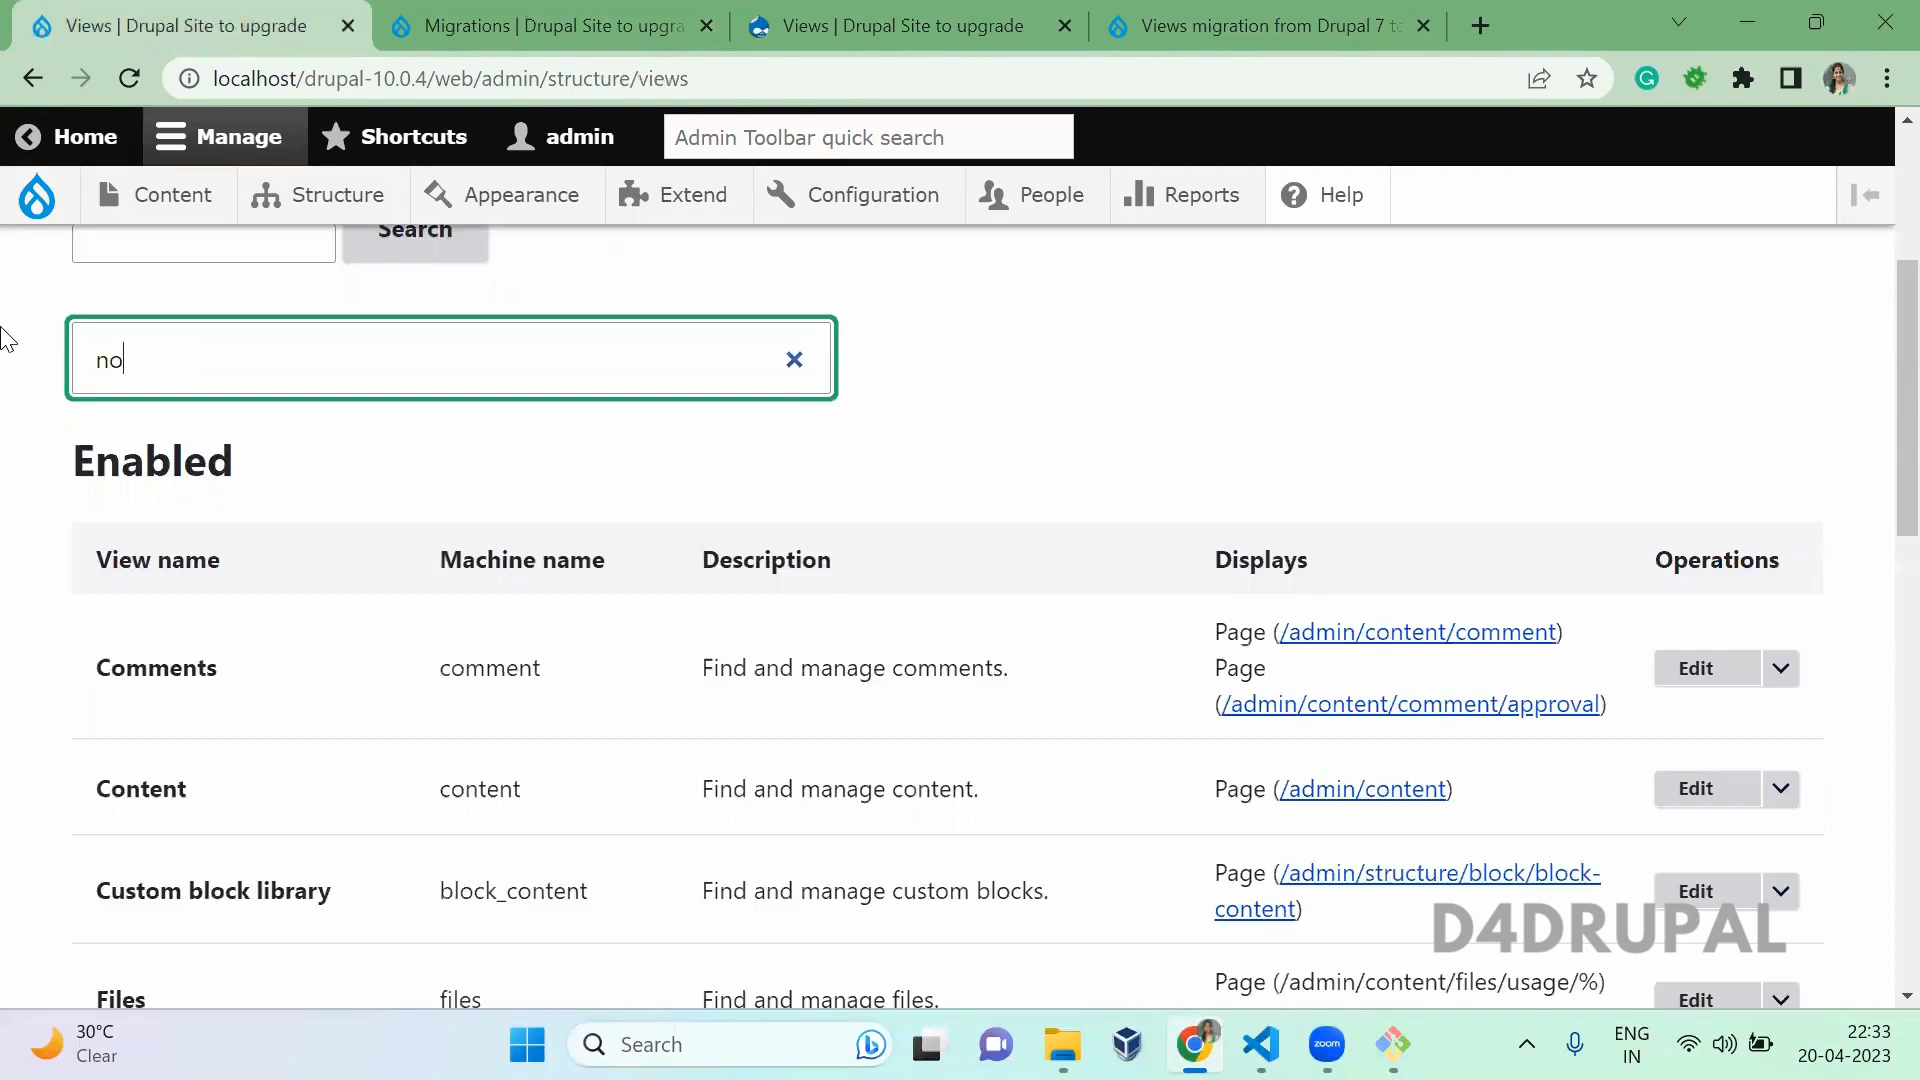 Views | Drupal Site to upgrade
Migrations | Drupal Site to upgra
Views | Drupal Site to upgrade
Views migration from Drupal 7 to
localhost/drupal-10.0.4/web/admin/structure/views
Home
Manage
Shortcuts
admin
Admin Toolbar quick search
Content
Structure
Appearance
Extend
Configuration
People
Reports
Help
Search
no
Enabled
View name Machine name Description Displays Operations
Page (/admin/content/comment)
Comments comment Find and manage comments. Page Edit
(/admin/content/comment/approval)
Content content Find and manage content. Page (/admin/content) Edit
Page (/admin/structure/block/block-
Custom block library block_content Find and manage custom blocks. Edit
content)
D4DRUPAL
Page (/admin/content/files/usage/%)
Files files Find and manage files. Edit
30°C
Clear
Search
zoom
ENG
IN
22:33
20-04-2023